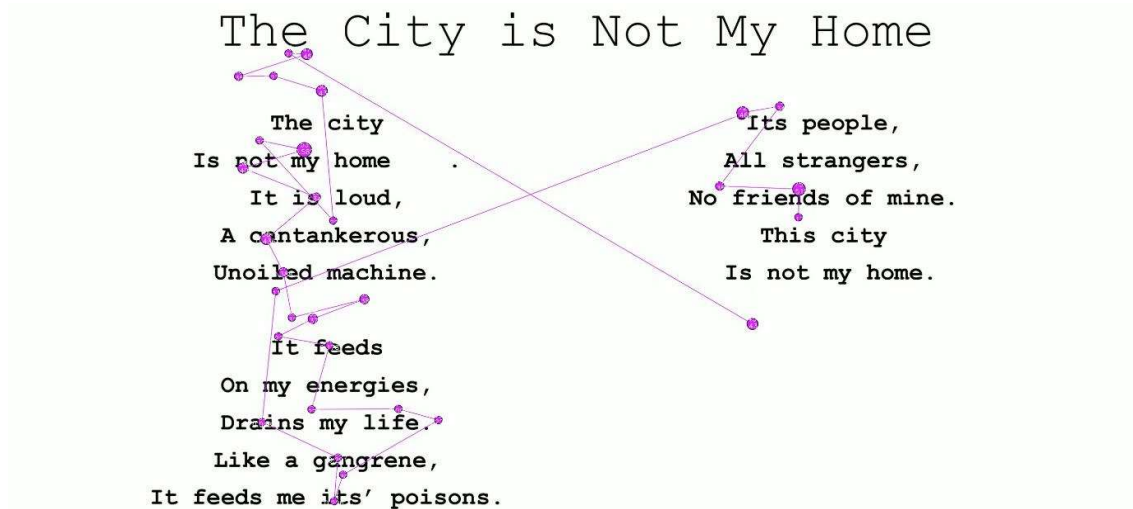 The City is Not My Home
The city
Is not my home .
It is loud,
A cantankerous,
Unoiled machine.
It feeds
On my energies,
Drains my life.
Like a gangrene,
It feeds me its’ poisons.
Its people,
All strangers,
No friends of mine.
This city
Is not my home.